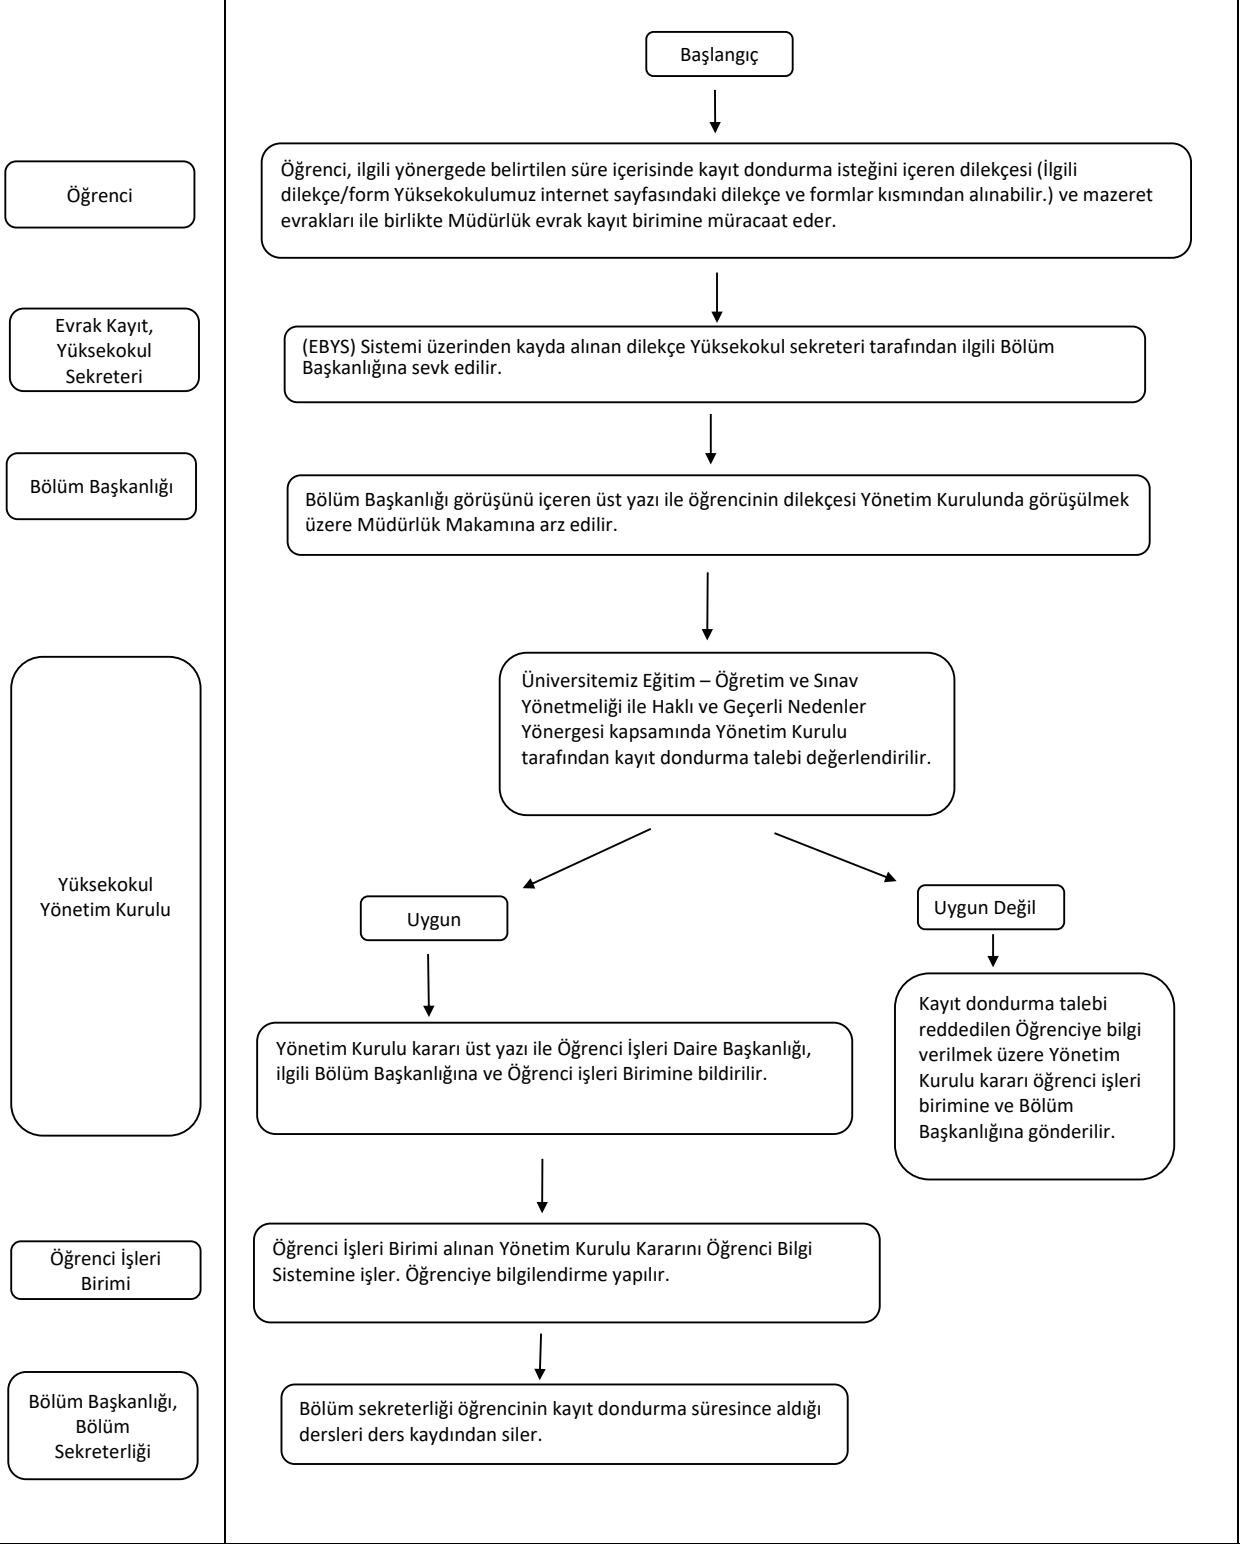 Başlangıç
Öğrenci
Öğrenci, ilgili yönergede belirtilen süre içerisinde kayıt dondurma isteğini içeren dilekçesi (İlgili
dilekçe/form Yüksekokulumuz internet sayfasındaki dilekçe ve formlar kısmından alınabilir.) ve mazeret
evrakları ile birlikte Müdürlük evrak kayıt birimine müracaat eder.
Evrak Kayıt,
Yüksekokul
Sekreteri
(EBYS) Sistemi üzerinden kayda alınan dilekçe Yüksekokul sekreteri tarafından ilgili Bölüm
Başkanlığına sevk edilir.
Bölüm Başkanlığı
Bölüm Başkanlığı görüşünü içeren üst yazı ile öğrencinin dilekçesi Yönetim Kurulunda görüşülmek
üzere Müdürlük Makamına arz edilir.
Yüksekokul
Yönetim Kurulu
Üniversitemiz Eğitim – Öğretim ve Sınav
Yönetmeliği ile Haklı ve Geçerli Nedenler
Yönergesi kapsamında Yönetim Kurulu
tarafından kayıt dondurma talebi değerlendirilir.
Uygun
Uygun Değil
Yönetim Kurulu kararı üst yazı ile Öğrenci İşleri Daire Başkanlığı,
ilgili Bölüm Başkanlığına ve Öğrenci işleri Birimine bildirilir.
Kayıt dondurma talebi
reddedilen Öğrenciye bilgi
verilmek üzere Yönetim
Kurulu kararı öğrenci işleri
birimine ve Bölüm
Başkanlığına gönderilir.
Öğrenci İşleri
Birimi
Öğrenci İşleri Birimi alınan Yönetim Kurulu Kararını Öğrenci Bilgi
Sistemine işler. Öğrenciye bilgilendirme yapılır.
Bölüm Başkanlığı,
Bölüm
Sekreterliği
Bölüm sekreterliği öğrencinin kayıt dondurma süresince aldığı
dersleri ders kaydından siler.